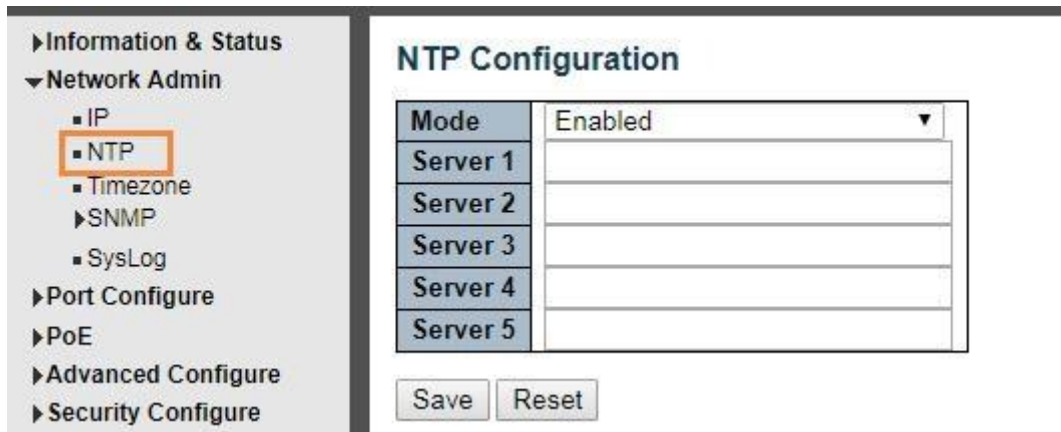 Information & Status
Network Admin
IP
NTP
Timezone
SNMP
SysLog
Port Configure
PoE
Advanced Configure
Security Configure
NTP Configuration
Mode Enabled
Server 1
Server 2
Server 3
Server 4
Server 5
Save Reset